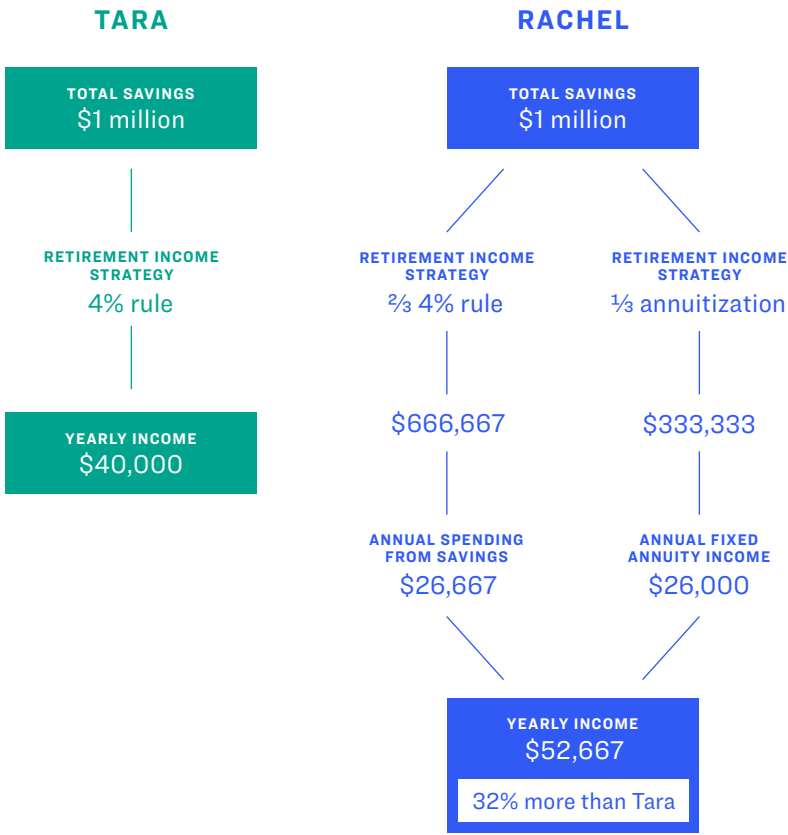 TARA
TOTAL SAVINGS
$1 million
RETIREMENT INCOME
STRATEGY
4% rule
YEARLY INCOME
$40,000
RACHEL
TOTAL SAVINGS
$1 million
RETIREMENT INCOME
STRATEGY
⅔ 4% rule
$666,667
ANNUAL SPENDING
FROM SAVINGS
$26,667
RETIREMENT INCOME
STRATEGY
⅓ annuitization
$333,333
ANNUAL FIXED
ANNUITY INCOME
$26,000
YEARLY INCOME
$52,667
32% more than Tara